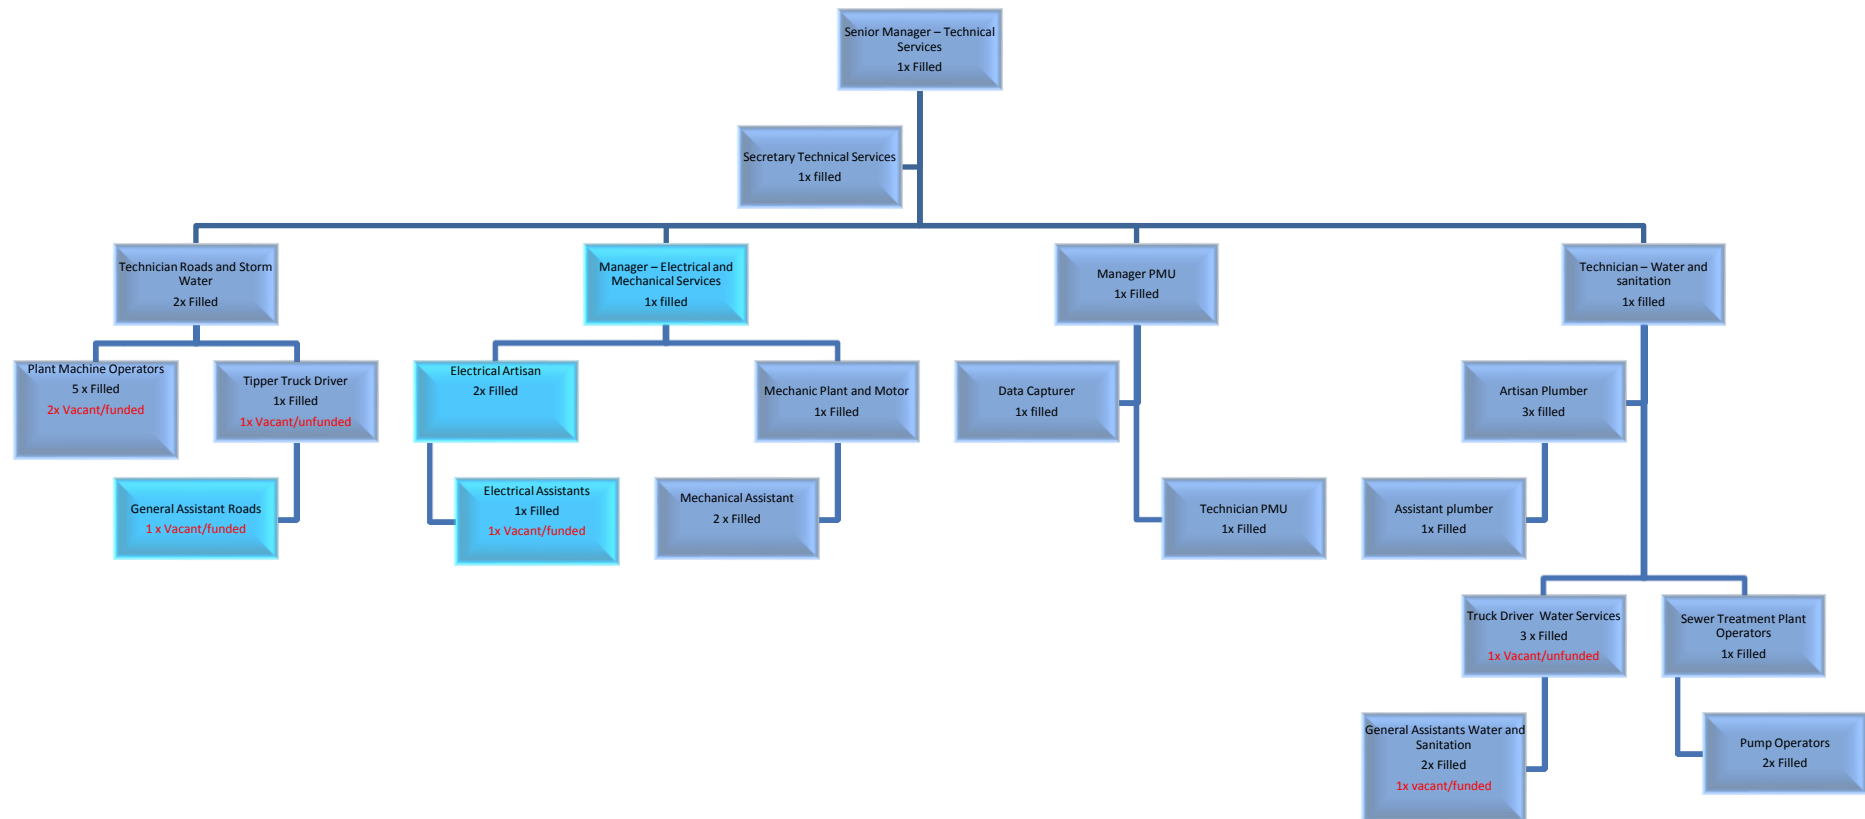 Senior Manager – Technical
Services
1x Filled
Secretary Technical Services
1x filled
Technician Roads and Storm
Water
2x Filled
Manager – Electrical and
Mechanical Services
1x filled
Manager PMU
1x Filled
Technician – Water and
sanitation
1x filled
Plant Machine Operators
5 x Filled
2x Vacant/funded
Tipper Truck Driver
1x Filled
1x Vacant/unfunded
Electrical Artisan
2x Filled
Mechanic Plant and Motor
1x Filled
Data Capturer
1x filled
Artisan Plumber
3x filled
General Assistant Roads
1 x Vacant/funded
Electrical Assistants
1x Filled
1x Vacant/funded
Mechanical Assistant
2 x Filled
Technician PMU
1x Filled
Assistant plumber
1x Filled
Truck Driver  Water Services
3 x Filled
1x Vacant/unfunded
Sewer Treatment Plant
Operators
1x Filled
General Assistants Water and
Sanitation
2x Filled
1x vacant/funded
Pump Operators
2x Filled